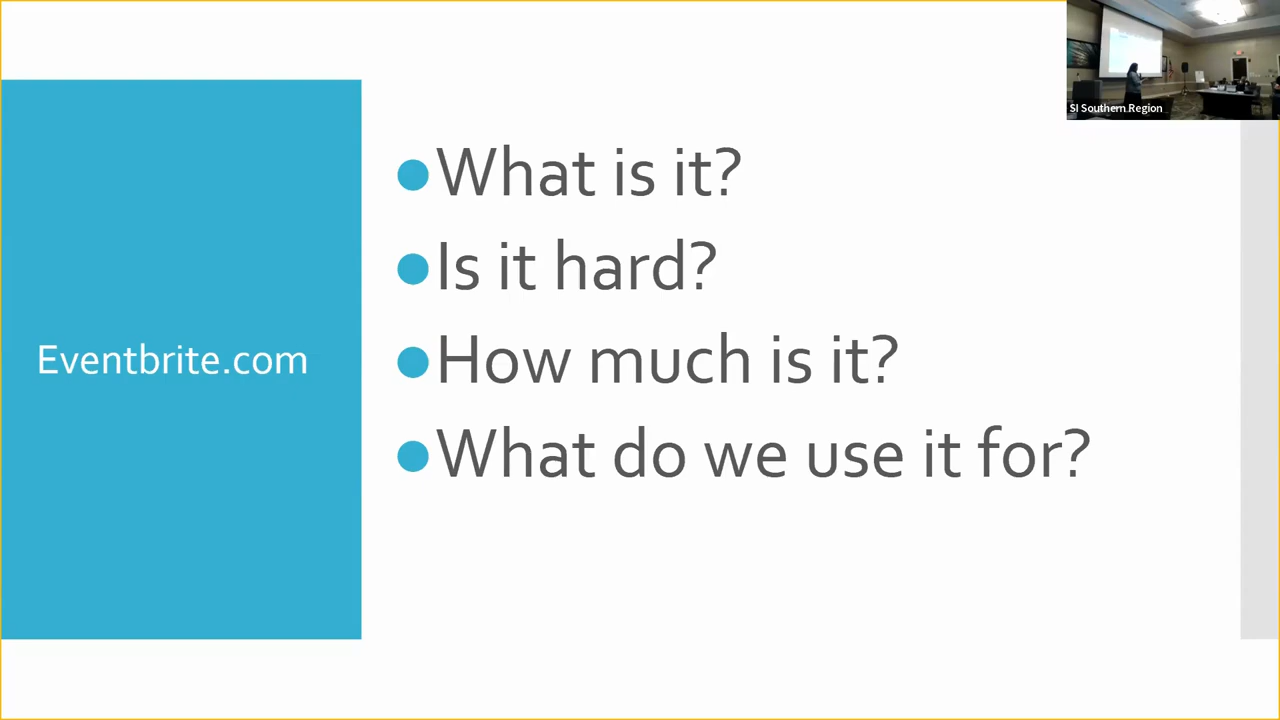 SI Southern Region
Eventbrite.com
What is it?
Is it hard?
How much is it?
What do we use it for?